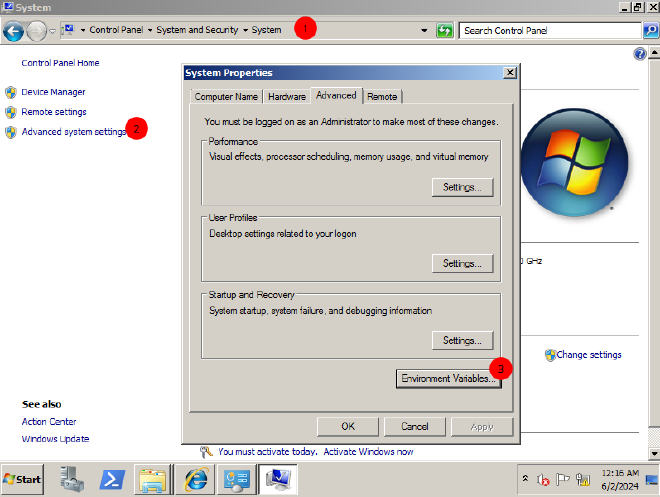 System
Control Panel System and Security System 1
Search Control Panel
Control Panel Home
Device Manager
Remote settings
Advanced system settings 2
System Properties
Computer Name Hardware Advanced Remote
You must be logged on as an Administrator to make most of these changes.
Performance
Visual effects, processor scheduling, memory usage, and virtual memory
Settings...
User Profiles
Desktop settings related to your logon
Settings...
Startup and Recovery
System startup, system failure, and debugging information
Settings...
3
Environment Variables...
OK Cancel Apply
GHz
Change settings
See also
Action Center
Windows Update
You must activate today. Activate Windows now
Start
12:16 AM
6/2/2024